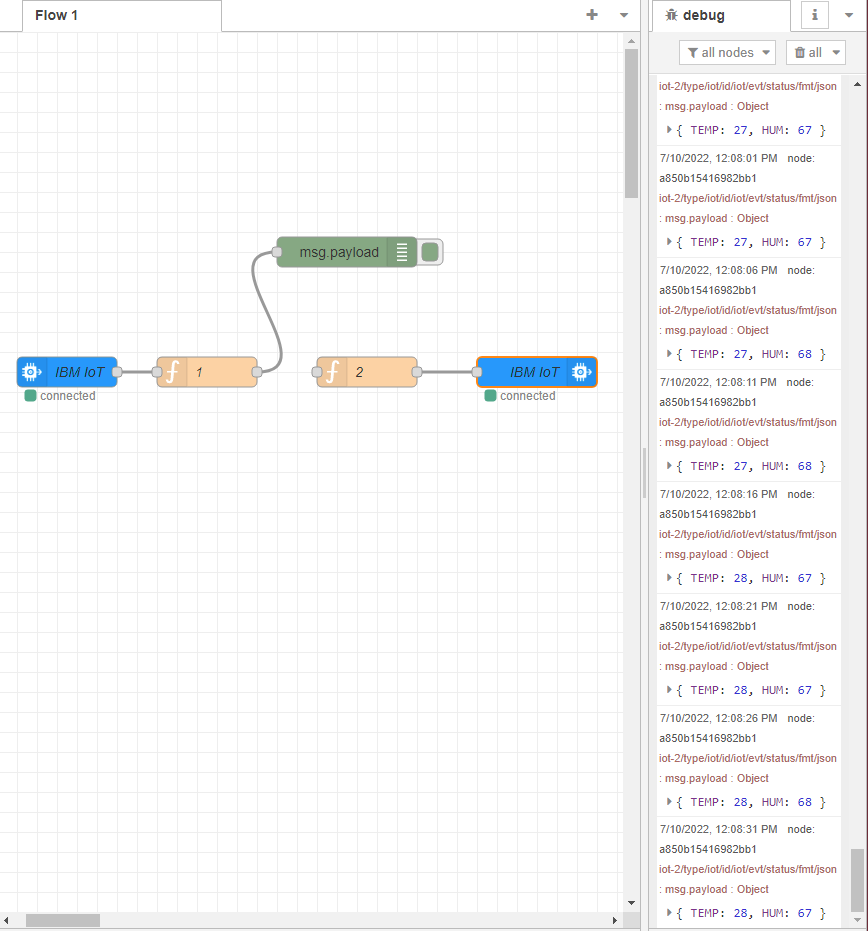 Flow 1
msg.payload
IBM IoT
connected
1
2
IBM IoT
connected
debug
i
all nodes
all
iot-2/type/iot/id/iot/evt/status/fmt/json
: msg.payload : Object
{ TEMP: 27, HUM: 67 }
7/10/2022, 12:08:01 PM node:
a850b15416982bb1
iot-2/type/iot/id/iot/evt/status/fmt/json
: msg.payload : Object
{ TEMP: 27, HUM: 67 }
7/10/2022, 12:08:06 PM node:
a850b15416982bb1
iot-2/type/iot/id/iot/evt/status/fmt/json
: msg.payload : Object
{ TEMP: 27, HUM: 68 }
7/10/2022, 12:08:11 PM node:
a850b15416982bb1
iot-2/type/iot/id/iot/evt/status/fmt/json
: msg.payload : Object
{ TEMP: 27, HUM: 68 }
7/10/2022, 12:08:16 PM node:
a850b15416982bb1
iot-2/type/iot/id/iot/evt/status/fmt/json
: msg.payload : Object
{ TEMP: 28, HUM: 67 }
7/10/2022, 12:08:21 PM node:
a850b15416982bb1
iot-2/type/iot/id/iot/evt/status/fmt/json
: msg.payload : Object
{ TEMP: 28, HUM: 67 }
7/10/2022, 12:08:26 PM node:
a850b15416982bb1
iot-2/type/iot/id/iot/evt/status/fmt/json
: msg.payload : Object
{ TEMP: 28, HUM: 68 }
7/10/2022, 12:08:31 PM node:
a850b15416982bb1
iot-2/type/iot/id/iot/evt/status/fmt/json
: msg.payload : Object
{ TEMP: 28, HUM: 67 }